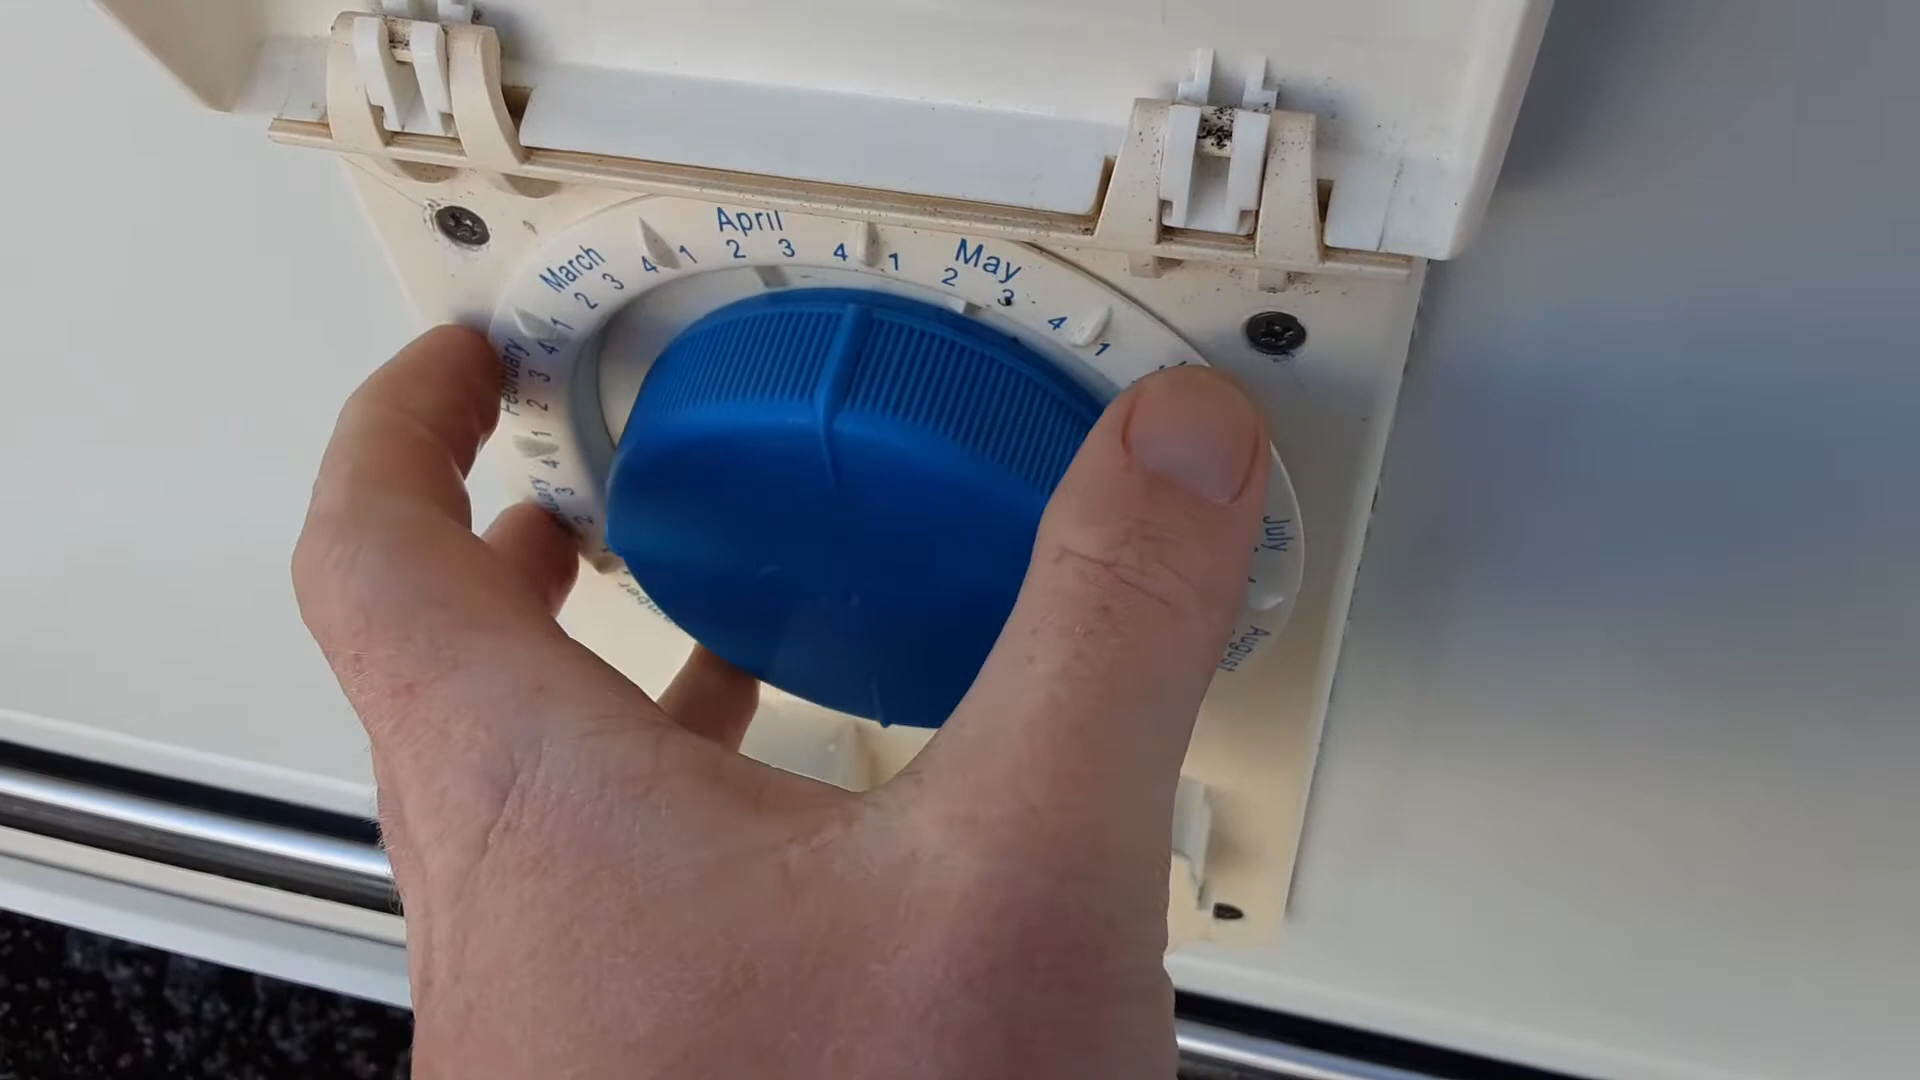 April
1 2 3 4
May
1 2 3 4
1
March
1 2 3 4
February
1 2 3 4
2 3 4
July
August